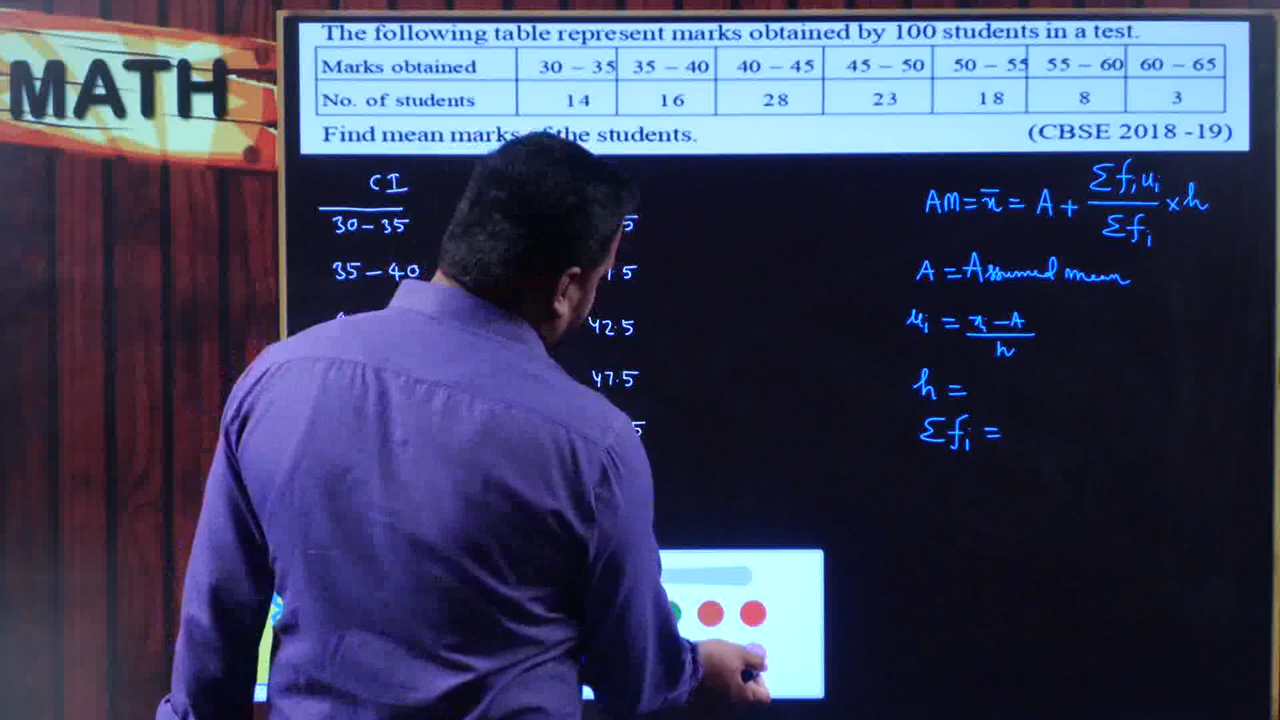 MATH
The following table represent marks obtained by 100 students in a test.
Marks obtained 30 – 35 35 – 40 40 – 45 45 – 50 50 – 55 55 – 60 60 – 65
No. of students 14 16 28 23 18 8 3
Find mean marks of the students. (CBSE 2018 -19)
CI
30 – 35
35 – 40
42.5
47.5
AM = x̄ = A + Σfᵢuᵢ / Σfᵢ × h
A = Assumed mean
uᵢ = xᵢ – A / h
h =
Σfᵢ =